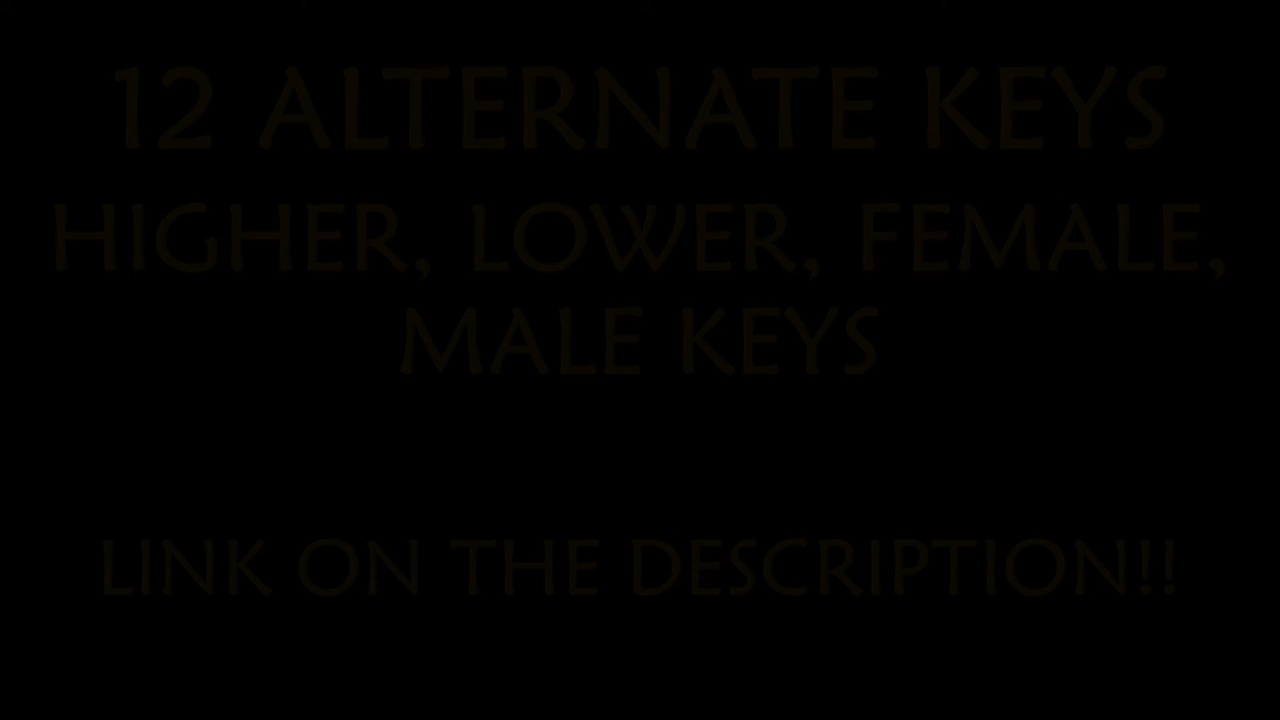 12 ALTERNATE KEYS
HIGHER, LOWER, FEMALE,
MALE KEYS
LINK ON THE DESCRIPTION!!